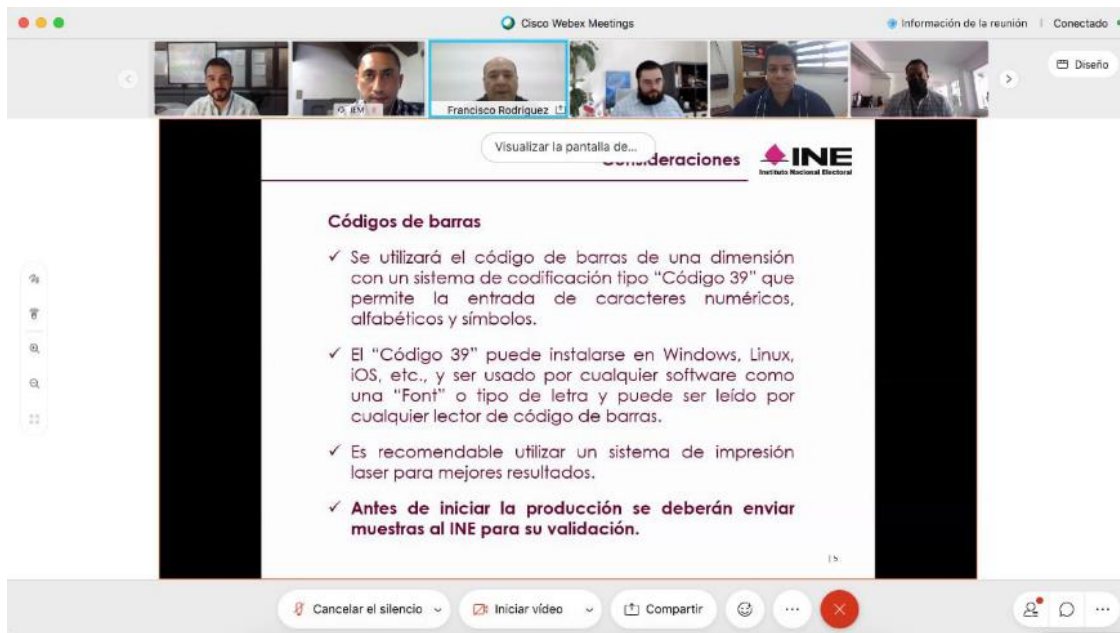 Cisco Webex Meetings
Información de la reunión
Conectado
Diseño
IEM
Francisco Rodríguez
Visualizar la pantalla de...
deraciones
INE
Instituto Nacional Electoral
Códigos de barras
✓ Se utilizará el código de barras de una dimensión
con un sistema de codificación tipo “Código 39” que
permite la entrada de caracteres numéricos,
alfabéticos y símbolos.
✓ El “Código 39” puede instalarse en Windows, Linux,
iOS, etc., y ser usado por cualquier software como
una “Font” o tipo de letra y puede ser leído por
cualquier lector de código de barras.
✓ Es recomendable utilizar un sistema de impresión
laser para mejores resultados.
✓ Antes de iniciar la producción se deberán enviar
muestras al INE para su validación.
Cancelar el silencio
Iniciar vídeo
Compartir